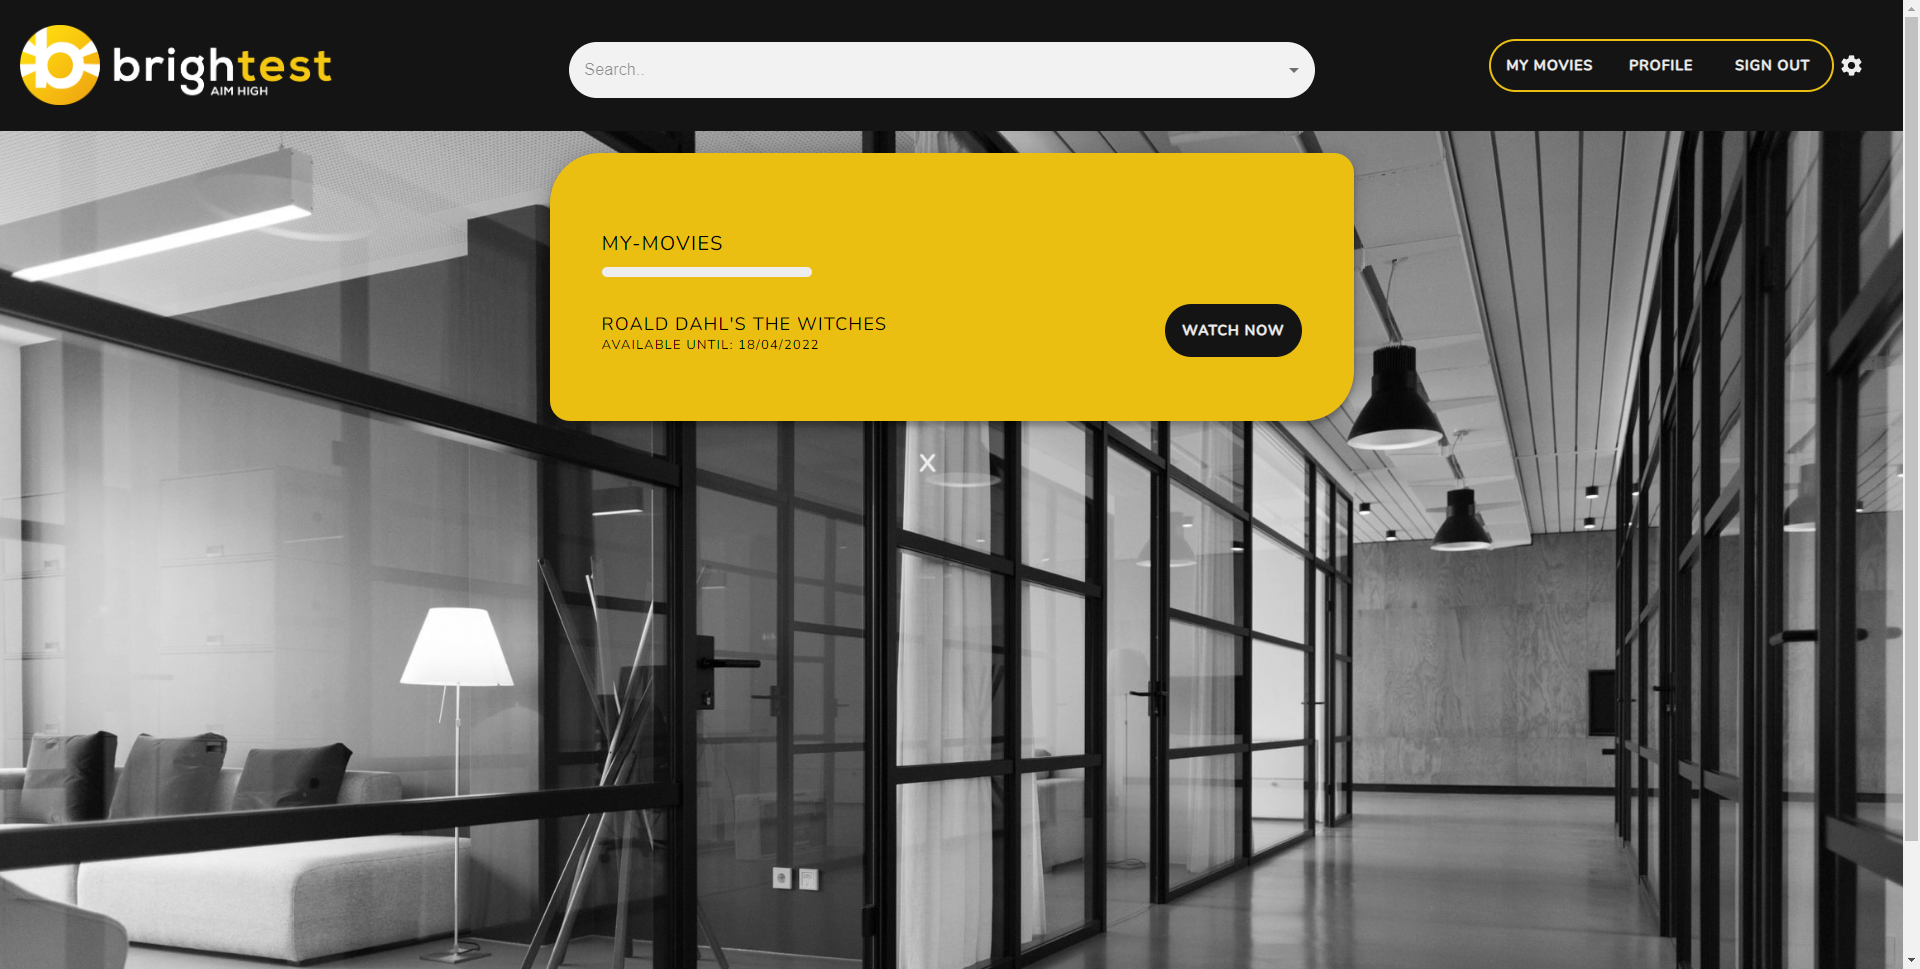 brightest
AIM HIGH
Search..
MY MOVIES
PROFILE
SIGN OUT
MY-MOVIES
ROALD DAHL'S THE WITCHES
AVAILABLE UNTIL: 18/04/2022
WATCH NOW
X